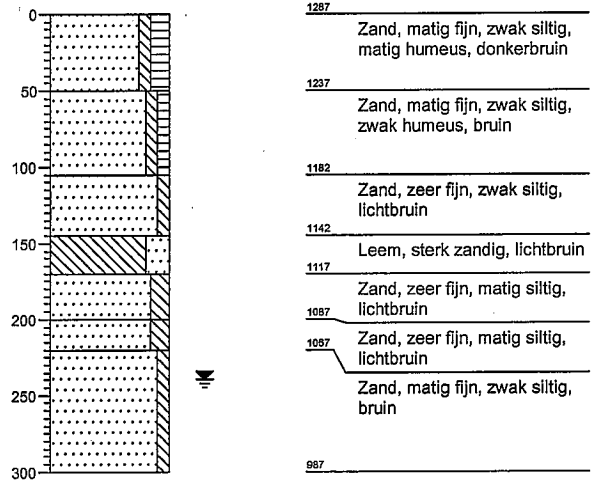 0
50
100
150
200
250
300
1287
Zand, matig fijn, zwak siltig,
matig humeus, donkerbruin
1237
Zand, matig fijn, zwak siltig,
zwak humeus, bruin
1182
Zand, zeer fijn, zwak siltig,
lichtbruin
1142
Leem, sterk zandig, lichtbruin
1117
Zand, zeer fijn, matig siltig,
lichtbruin
1087
Zand, zeer fijn, matig siltig,
lichtbruin
1067
Zand, matig fijn, zwak siltig,
bruin
987